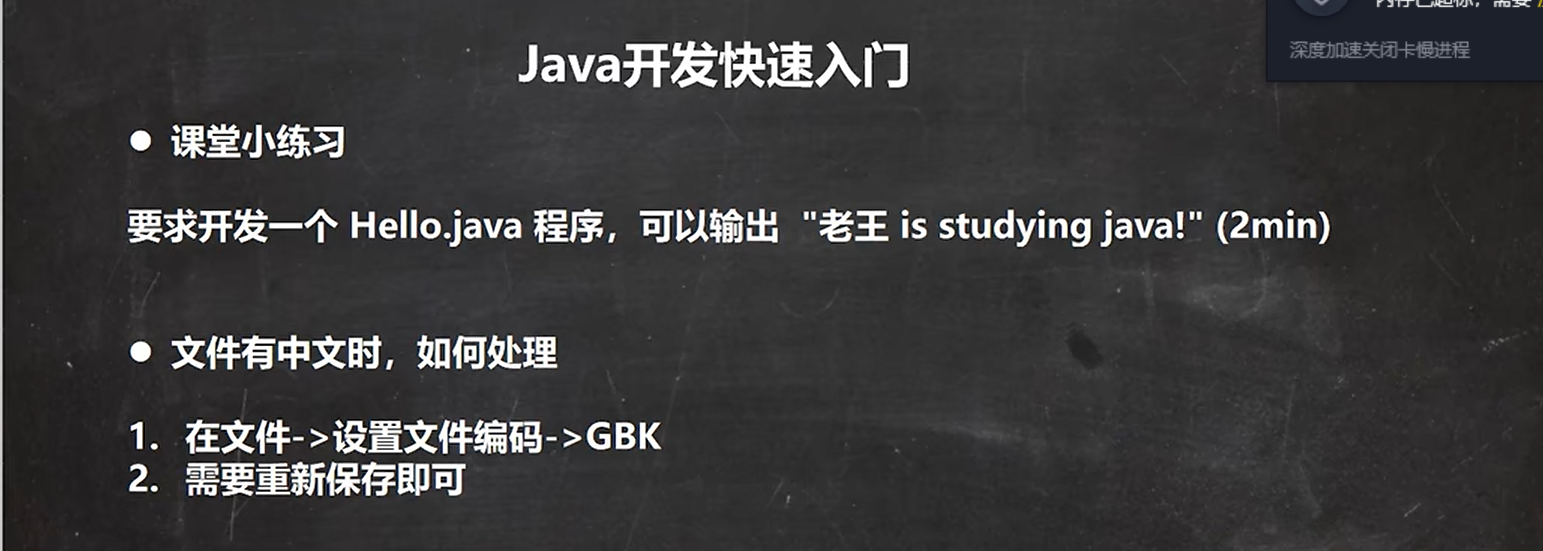 深度加速关闭卡慢进程
Java开发快速入门
● 课堂小练习
要求开发一个 Hello.java 程序，可以输出 "老王 is studying java!" (2min)
● 文件有中文时，如何处理
1. 在文件->设置文件编码->GBK
2. 需要重新保存即可